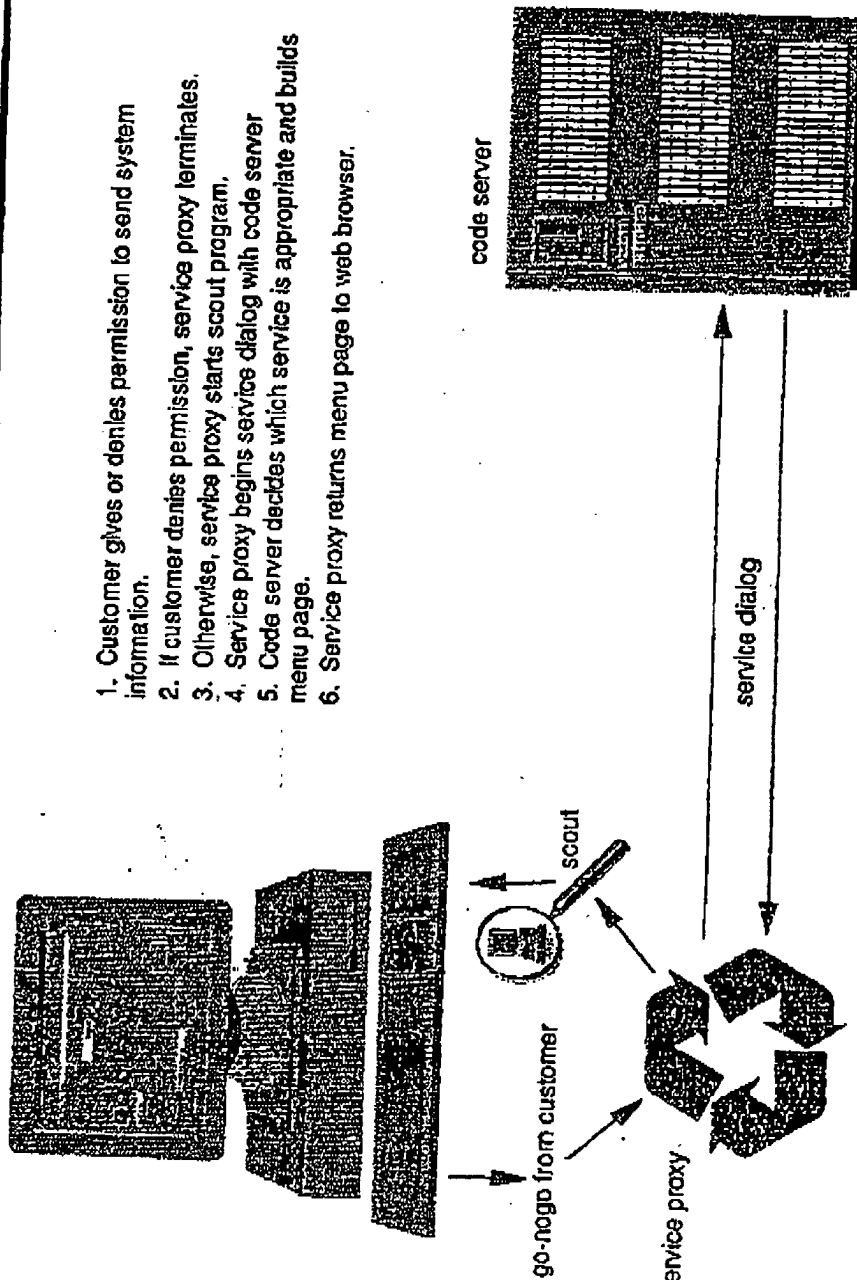 1. Customer gives or denies permission to send system
information.
2. If customer denies permission, service proxy terminates.
3. Otherwise, service proxy starts scout program.
4. Service proxy begins service dialog with code server
5. Code server decides which service is appropriate and builds
menu page.
6. Service proxy returns menu page to web browser.
code server
scout
go-nogo from customer
service dialog
ervice proxy